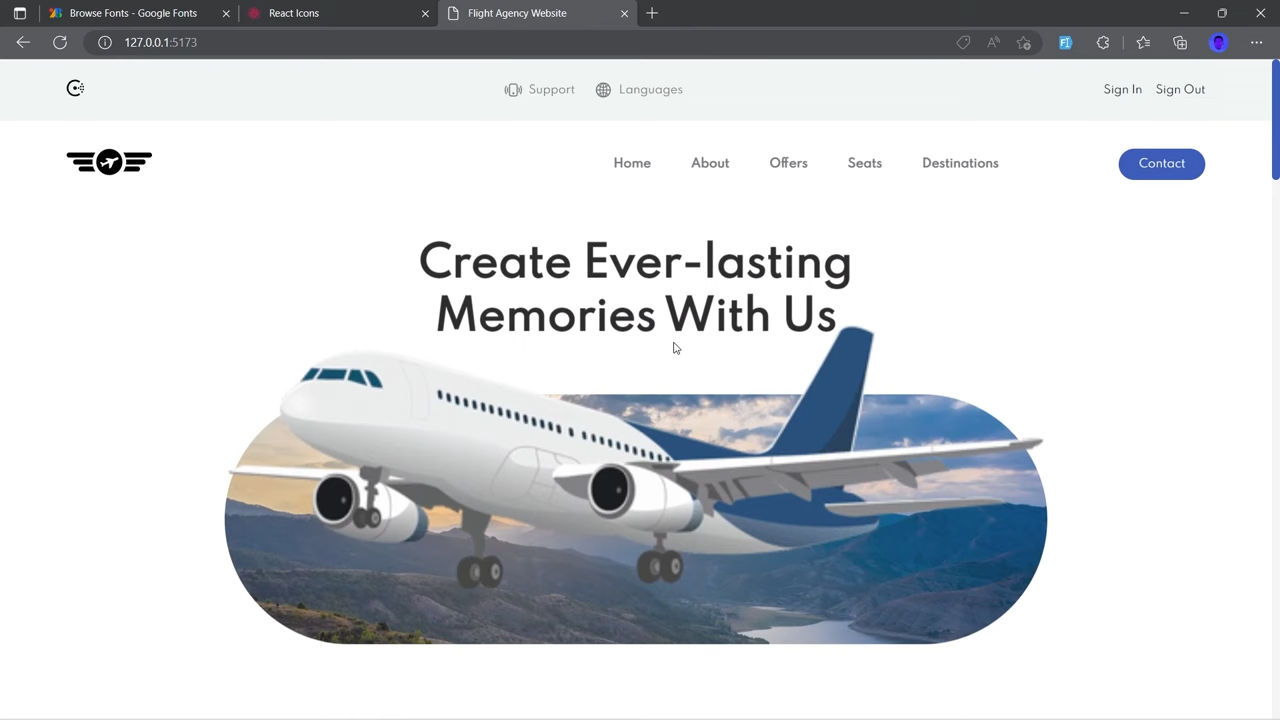 Browse Fonts - Google Fonts
React Icons
Flight Agency Website
127.0.0.1:5173
Support
Languages
Sign In
Sign Out
Home
About
Offers
Seats
Destinations
Contact
Create Ever-lasting
Memories With Us